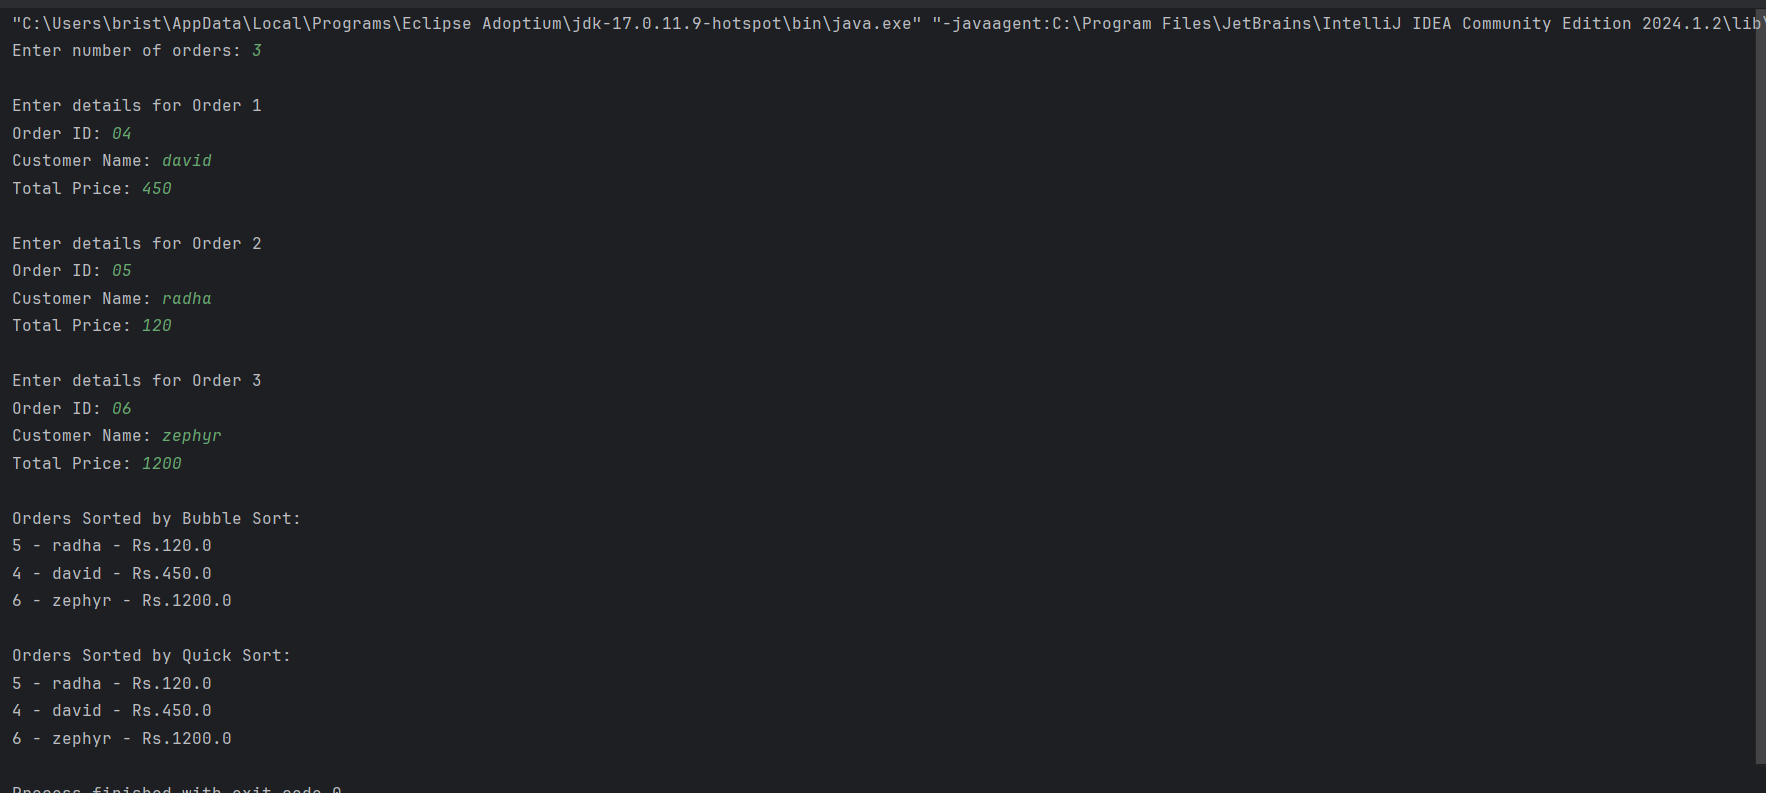 "C:\Users\brist\AppData\Local\Programs\Eclipse Adoptium\jdk-17.0.11.9-hotspot\bin\java.exe" "-javaagent:C:\Program Files\JetBrains\IntelliJ IDEA Community Edition 2024.1.2\lib\
Enter number of orders: 3
Enter details for Order 1
Order ID: 04
Customer Name: david
Total Price: 450
Enter details for Order 2
Order ID: 05
Customer Name: radha
Total Price: 120
Enter details for Order 3
Order ID: 06
Customer Name: zephyr
Total Price: 1200
Orders Sorted by Bubble Sort:
5 - radha - Rs.120.0
4 - david - Rs.450.0
6 - zephyr - Rs.1200.0
Orders Sorted by Quick Sort:
5 - radha - Rs.120.0
4 - david - Rs.450.0
6 - zephyr - Rs.1200.0
Process finished with exit code 0